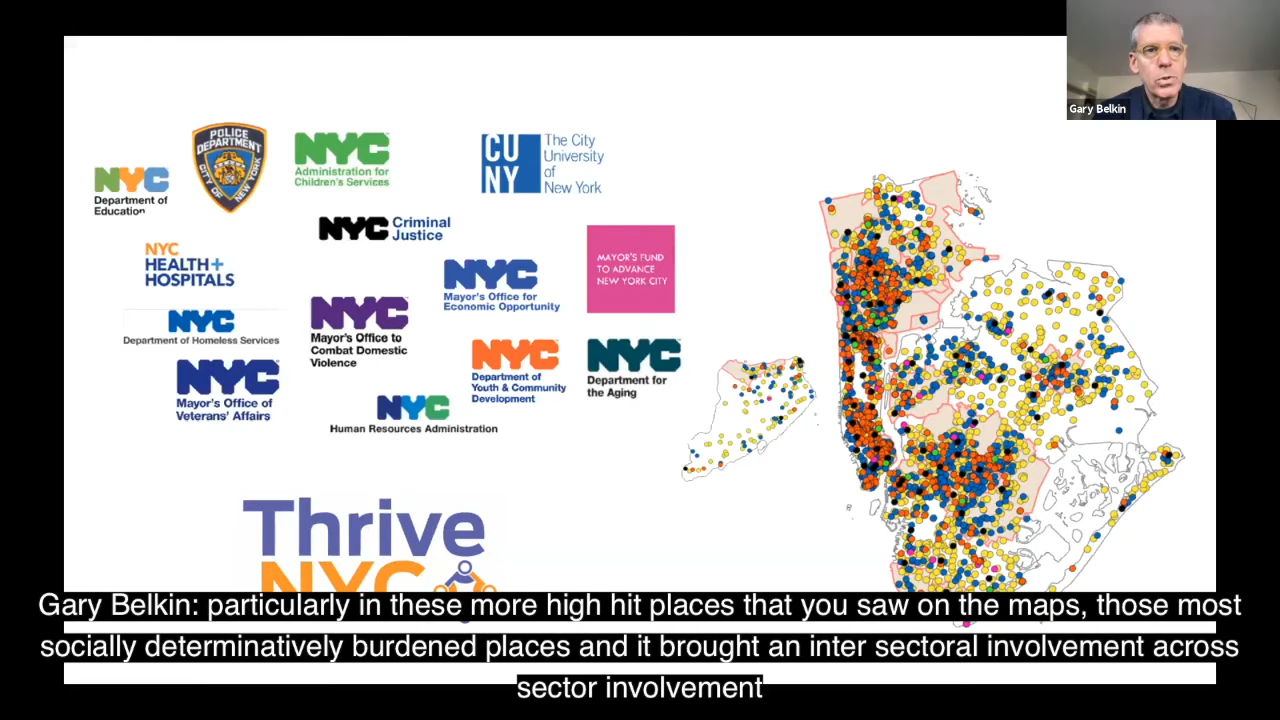 Gary Belkin
POLICE
DEPARTMENT
CITY OF NEW YORK
NYC
Administration for
Children's Services
CU
NY
The City
University
of
New York
NYC
Department of
Education
NYC
Criminal
Justice
NYC
HEALTH+
HOSPITALS
NYC
Mayor's Office for
Economic Opportunity
MAYOR'S FUND
TO ADVANCE
NEW YORK CITY
NYC
Department of Homeless Services
NYC
Mayor's Office to
Combat Domestic
Violence
NYC
Department of
Youth & Community
Development
NYC
Department for
the Aging
NYC
Mayor's Office of
Veterans' Affairs
NYC
Human Resources Administration
Thrive
NYC
Gary Belkin: particularly in these more high hit places that you saw on the maps, those most
socially determinatively burdened places and it brought an inter sectoral involvement across
sector involvement